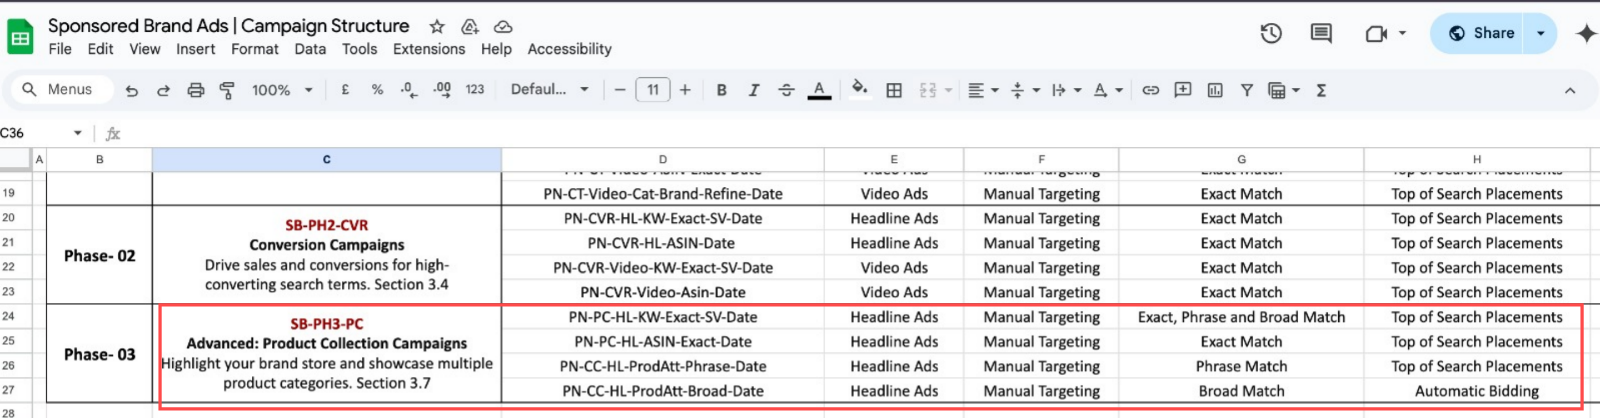 Sponsored Brand Ads | Campaign Structure
File Edit View Insert Format Data Tools Extensions Help Accessibility
Share
Menus 100% £ % .0 .00 123 Defaul... − 11 + B I A Σ
C36 fx
A B C D E F G H
19 PN-CT-Video-Cat-Brand-Refine-Date Video Ads Manual Targeting Exact Match Top of Search Placements
20 PN-CVR-HL-KW-Exact-SV-Date Headline Ads Manual Targeting Exact Match Top of Search Placements
SB-PH2-CVR
21 PN-CVR-HL-ASIN-Date Headline Ads Manual Targeting Exact Match Top of Search Placements
Conversion Campaigns
Phase- 02
Drive sales and conversions for high-
22 PN-CVR-Video-KW-Exact-SV-Date Video Ads Manual Targeting Exact Match Top of Search Placements
converting search terms. Section 3.4
23 PN-CVR-Video-Asin-Date Video Ads Manual Targeting Exact Match Top of Search Placements
24 PN-PC-HL-KW-Exact-SV-Date Headline Ads Manual Targeting Exact, Phrase and Broad Match Top of Search Placements
SB-PH3-PC
25 PN-PC-HL-ASIN-Exact-Date Headline Ads Manual Targeting Exact Match Top of Search Placements
Advanced: Product Collection Campaigns
Phase- 03
Highlight your brand store and showcase multiple
26 PN-CC-HL-ProdAtt-Phrase-Date Headline Ads Manual Targeting Phrase Match Top of Search Placements
product categories. Section 3.7
27 PN-CC-HL-ProdAtt-Broad-Date Headline Ads Manual Targeting Broad Match Automatic Bidding
28